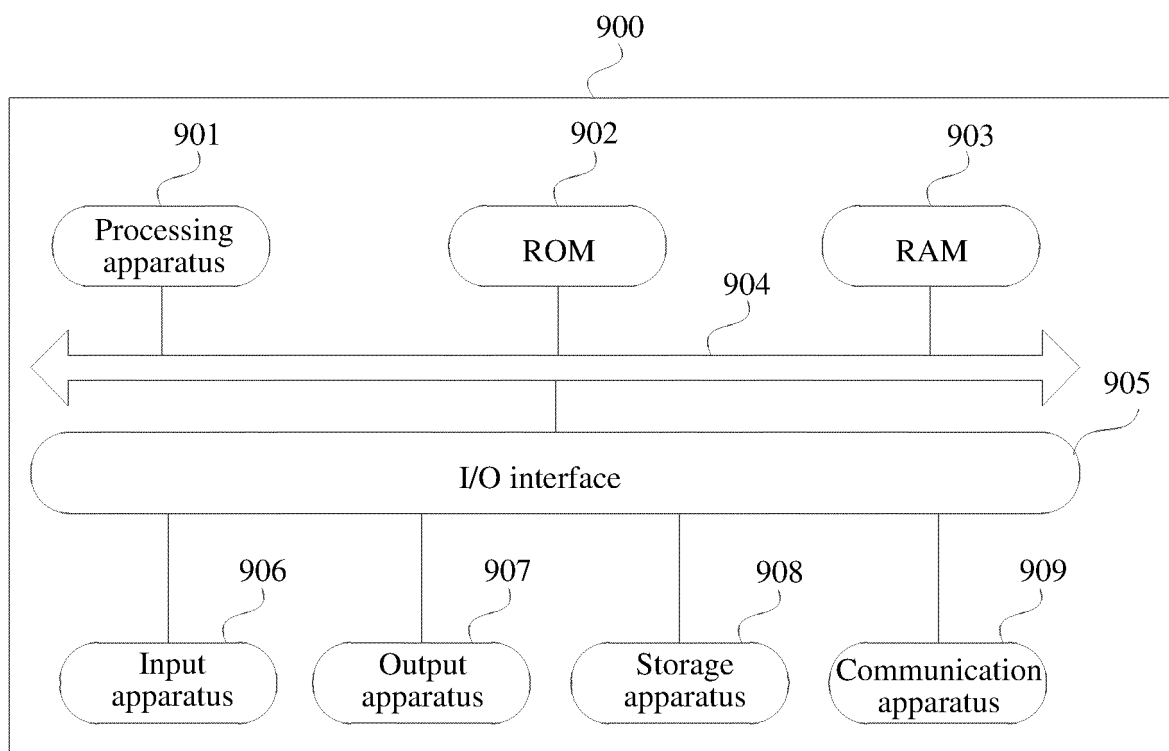 900
901
902
903
Processing
apparatus
ROM
RAM
904
905
I/O interface
906
907
908
909
Input
apparatus
Output
apparatus
Storage
apparatus
Communication
apparatus